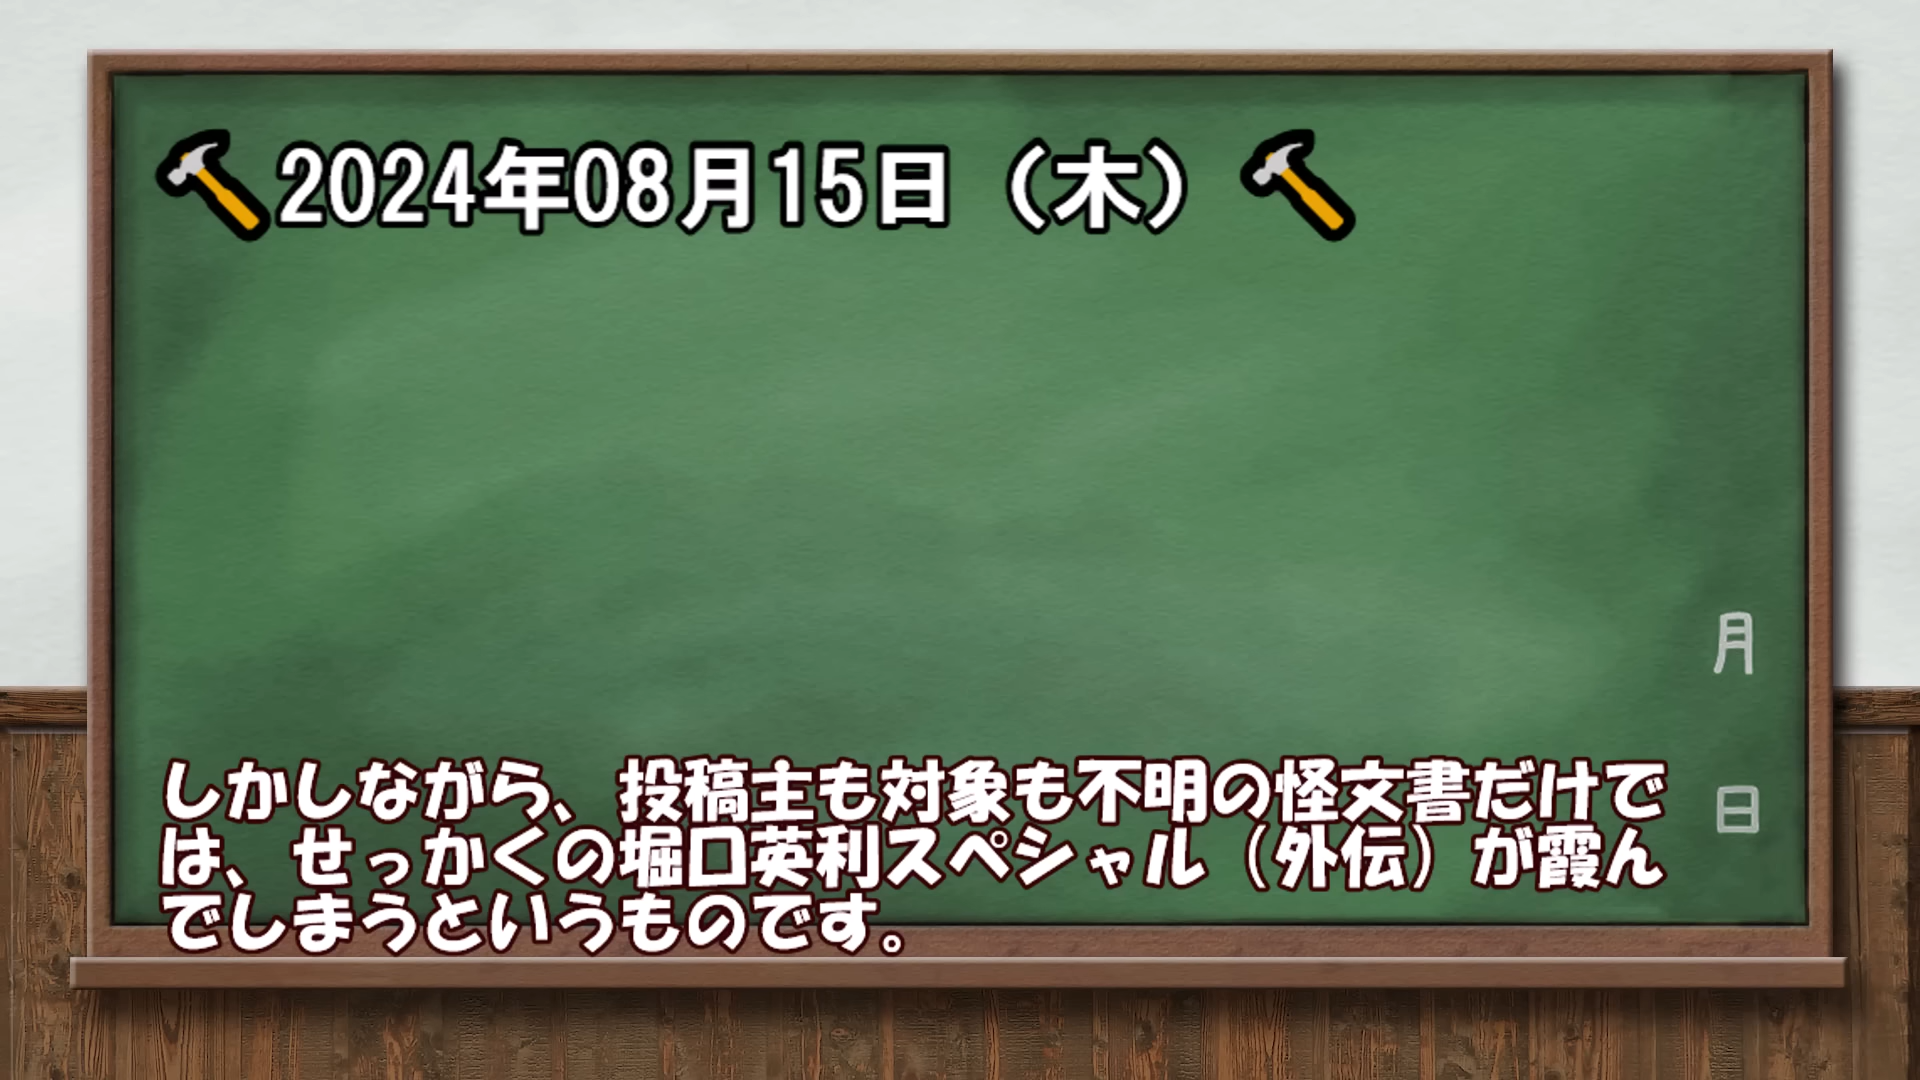 🔨2024年08月15日（木）🔨
月
日
しかしながら、投稿主も対象も不明の怪文書だけで
は、せっかくの堀口英利スペシャル（外伝）が霞ん
でしまうというものです。